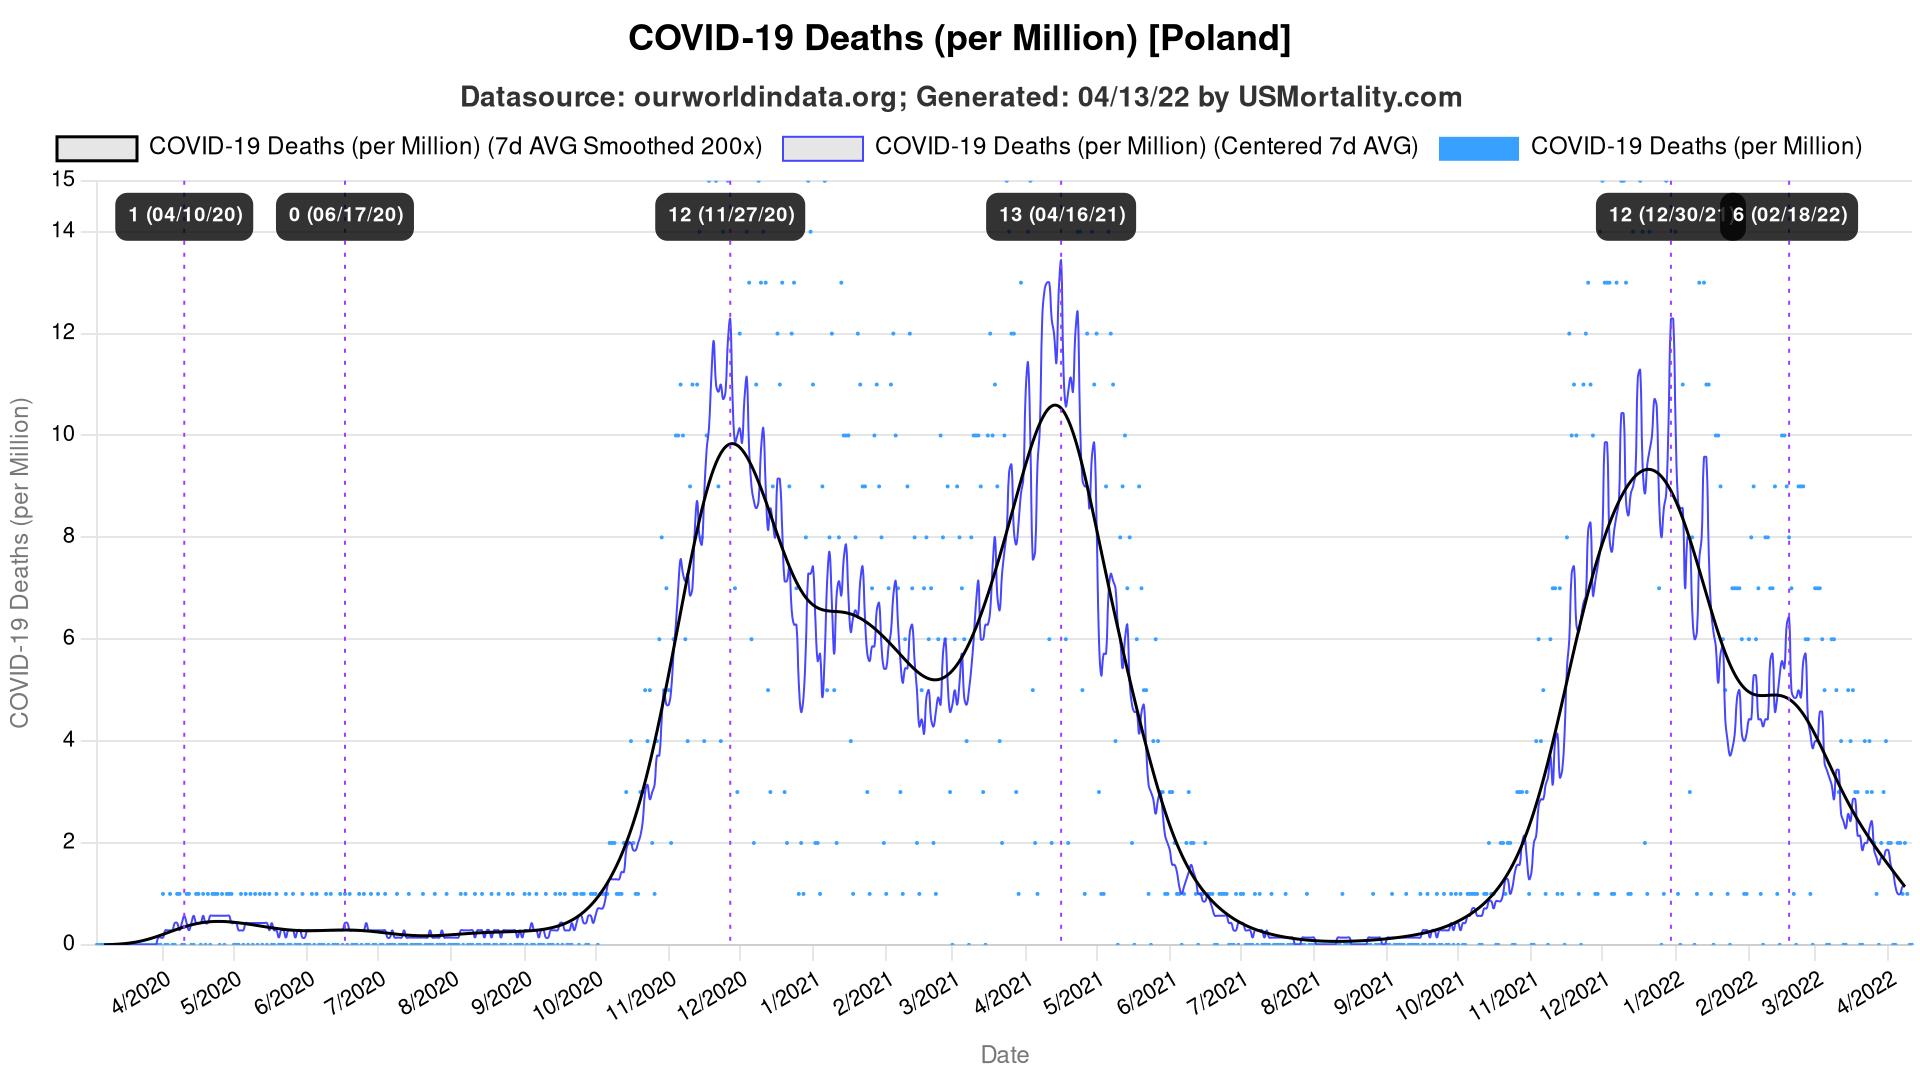 COVID-19 Deaths (per Million) [Poland]
Datasource: ourworldindata.org; Generated: 04/13/22 by USMortality.com
COVID-19 Deaths (per Million) (7d AVG Smoothed 200x) COVID-19 Deaths (per Million) (Centered 7d AVG) COVID-19 Deaths (per Million)
15
1 (04/10/20) 0 (06/17/20) 12 (11/27/20) 13 (04/16/21) 12 (12/30/21) 6 (02/18/22)
14
12
10
8
6
4
2
0
COVID-19 Deaths (per Million)
4/2020 5/2020 6/2020 7/2020 8/2020 9/2020 10/2020 11/2020 12/2020 1/2021 2/2021 3/2021 4/2021 5/2021 6/2021 7/2021 8/2021 9/2021 10/2021 11/2021 12/2021 1/2022 2/2022 3/2022 4/2022
Date